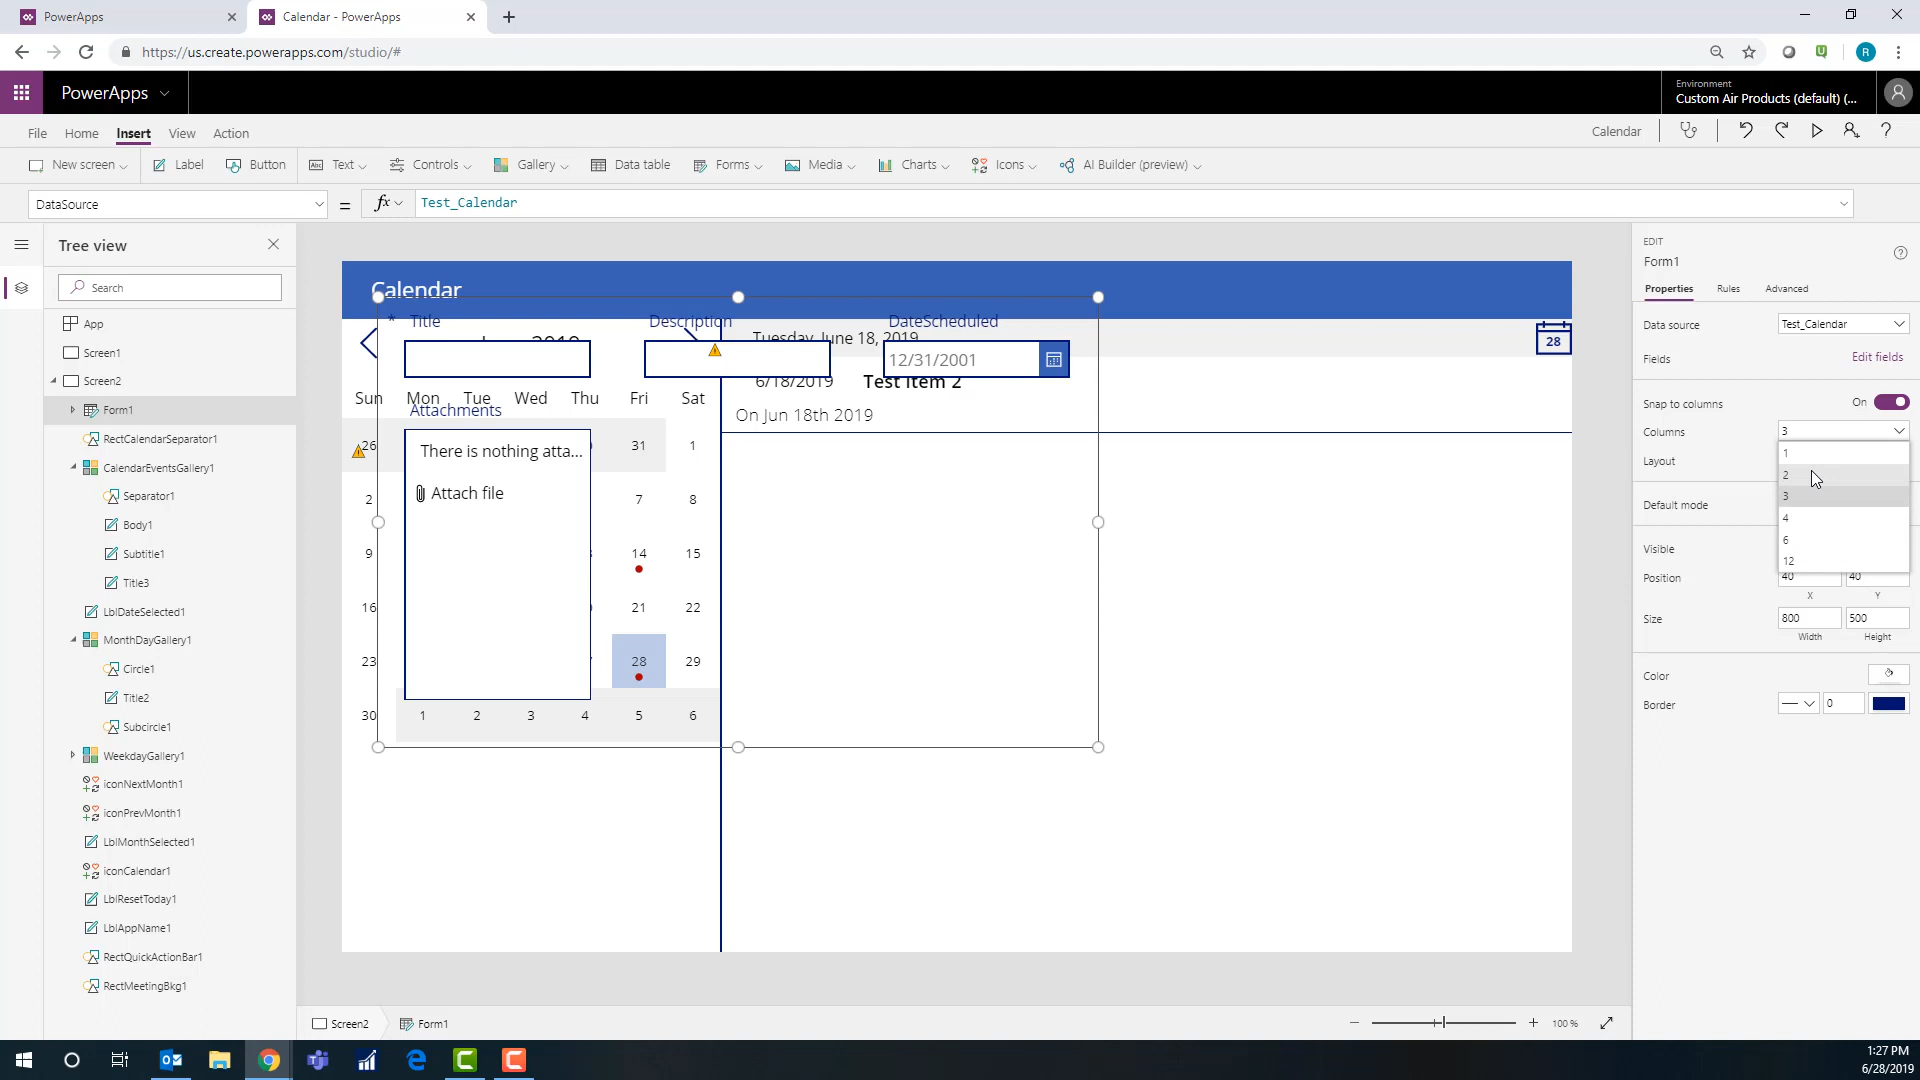 PowerApps
Calendar - PowerApps
https://us.create.powerapps.com/studio/#
R
PowerApps
Environment
Custom Air Products (default) (...
File Home Insert View Action
Calendar
New screen Label Button Text Controls Gallery Data table Forms Media Charts Icons AI Builder (preview)
DataSource = fx Test_Calendar
Tree view
Search
App
Screen1
Screen2
Form1
RectCalendarSeparator1
CalendarEventsGallery1
Separator1
Body1
Subtitle1
Title3
LblDateSelected1
MonthDayGallery1
Circle1
Title2
Subcircle1
WeekdayGallery1
iconNextMonth1
iconPrevMonth1
LblMonthSelected1
iconCalendar1
LblResetToday1
LblAppName1
RectQuickActionBar1
RectMeetingBkg1
Calendar
* Title Description DateScheduled
Tuesday, June 18, 2019
28
12/31/2001
6/18/2019 Test Item 2
Sun Mon Tue Wed Thu Fri Sat
Attachments
On Jun 18th 2019
26 31 1
There is nothing atta...
Attach file
2 7 8
9 14 15
16 21 22
23 28 29
30 1 2 3 4 5 6
Screen2 Form1
100 %
EDIT
Form1
Properties Rules Advanced
Data source Test_Calendar
Fields Edit fields
Snap to columns On
Columns 3
1
Layout
2
3
Default mode
4
6
Visible
12
Position 40 40
X Y
Size 800 500
Width Height
Color
Border 0
1:27 PM
6/28/2019